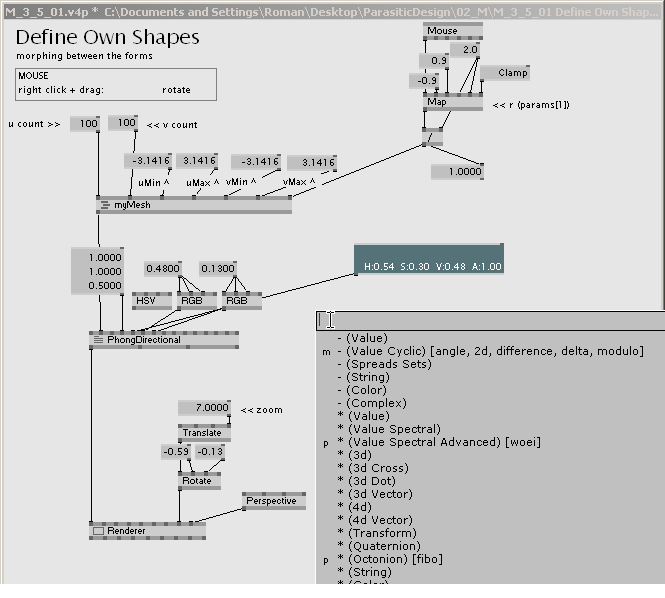 M_3_5_01.v4p * C:\Documents and Settings\Roman\Desktop\ParasiticDesign\02_M\M_3_5_01 Define Own Shap...
Define Own Shapes
morphing between the forms
MOUSE
right click + drag: rotate
Mouse
2.0
0.9
Clamp
-0.9
Map
<< r (params[1])
/
1.0000
u count >> 100 100 << v count
-3.1416 3.1416 -3.1416 3.1416
uMin ^ uMax ^ vMin ^ vMax ^
myMesh
1.0000
1.0000
0.5000
0.4800 0.1300
H:0.54 S:0.30 V:0.48 A:1.00
HSV RGB RGB
PhongDirectional
7.0000 << zoom
Translate
-0.59 -0.13
Rotate
Perspective
Renderer
- (Value)
m - (Value Cyclic) [angle, 2d, difference, delta, modulo]
- (Spreads Sets)
- (String)
- (Color)
- (Complex)
* (Value)
* (Value Spectral)
p * (Value Spectral Advanced) [woei]
* (3d)
* (3d Cross)
* (3d Dot)
* (3d Vector)
* (4d)
* (4d Vector)
* (Transform)
* (Quaternion)
p * (Octonion) [fibo]
* (String)
* (Color)